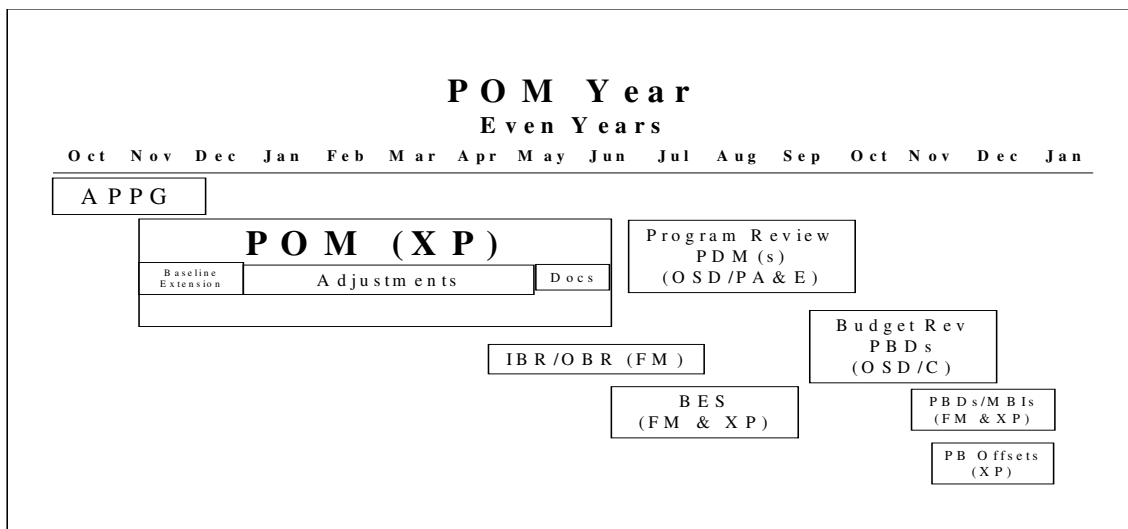 POM Year
Even Years
Oct Nov Dec Jan Feb Mar Apr May Jun Jul Aug Sep Oct Nov Dec Jan
APPG
POM (XP)
Baseline
Extension
Adjustments
Docs
Program Review
PDM(s)
(OSD/PA&E)
Budget Rev
PBDs
(OSD/C)
IBR/OBR (FM)
BES
(FM & XP)
PBDs/MBIs
(FM & XP)
PB Offsets
(XP)